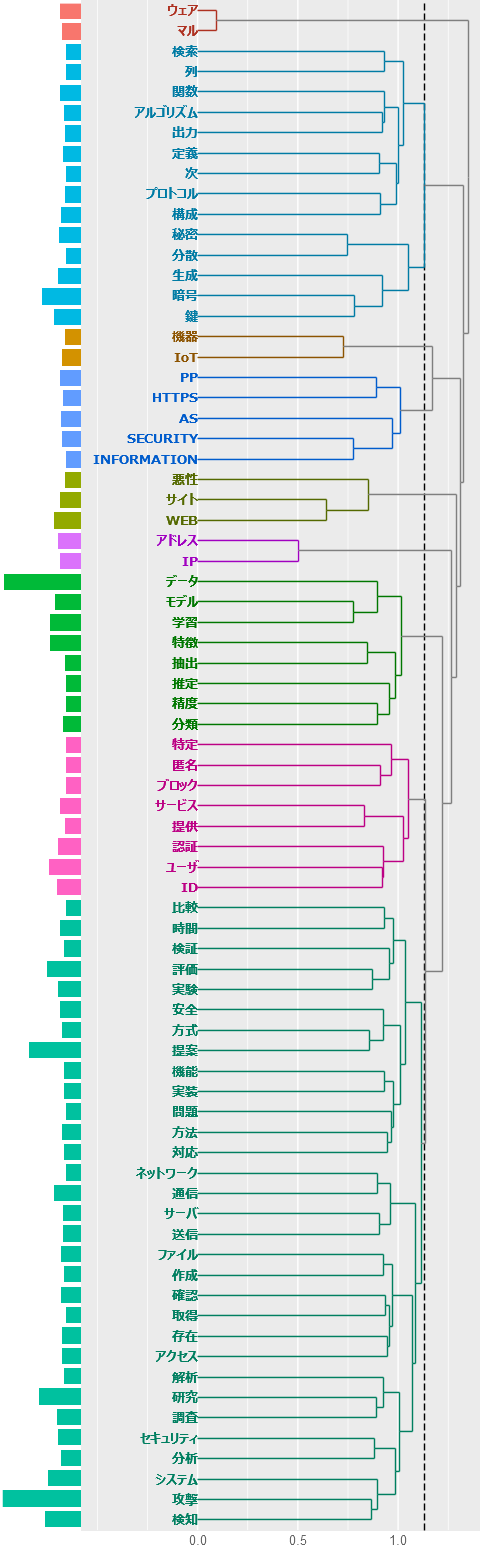 ウェア
マル
検索
列
関数
アルゴリズム
出力
定義
次
プロトコル
構成
秘密
分散
生成
暗号
鍵
機器
IoT
PP
HTTPS
AS
SECURITY
INFORMATION
悪性
サイト
WEB
アドレス
IP
データ
モデル
学習
特徴
抽出
推定
精度
分類
特定
匿名
ブロック
サービス
提供
認証
ユーザ
ID
比較
時間
検証
評価
実験
安全
方式
提案
機能
実装
問題
方法
対応
ネットワーク
通信
サーバ
送信
ファイル
作成
確認
取得
存在
アクセス
解析
研究
調査
セキュリティ
分析
システム
攻撃
検知
0.0 0.5 1.0